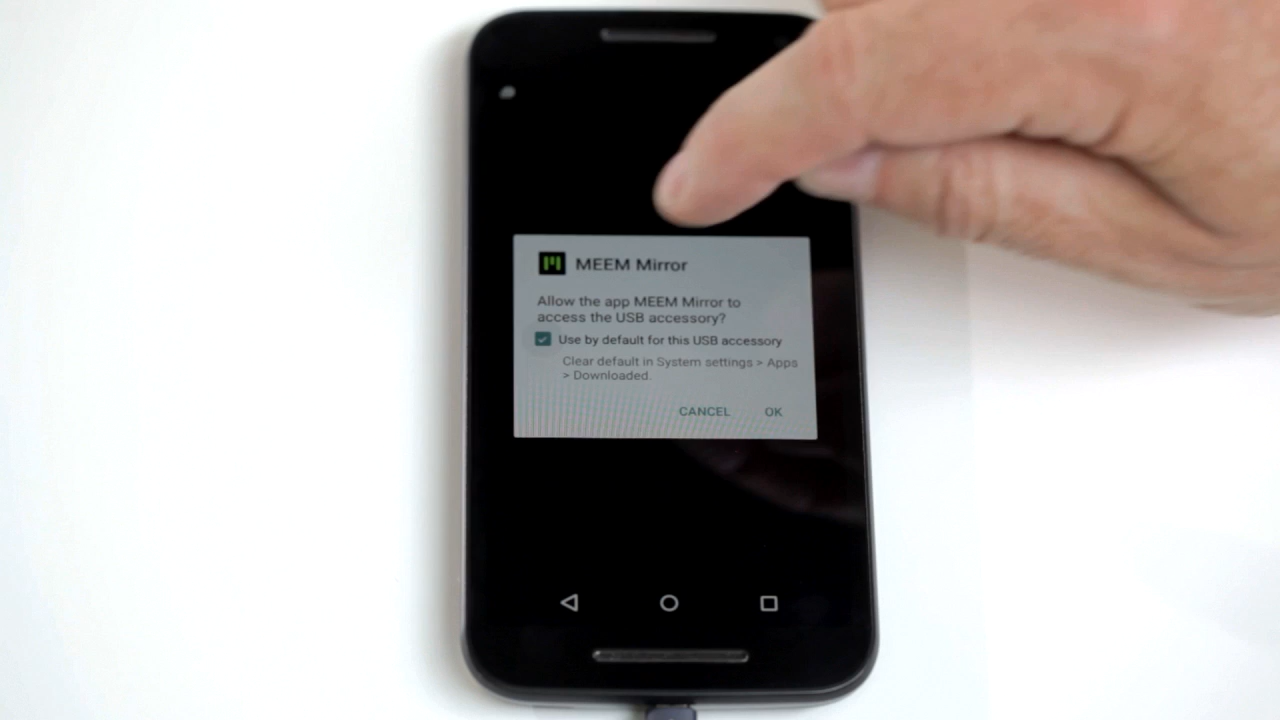 MEEM Mirror
Allow the app MEEM Mirror to
access the USB accessory?
Use by default for this USB accessory
Clear default in System settings > Apps
> Downloaded.
CANCEL OK